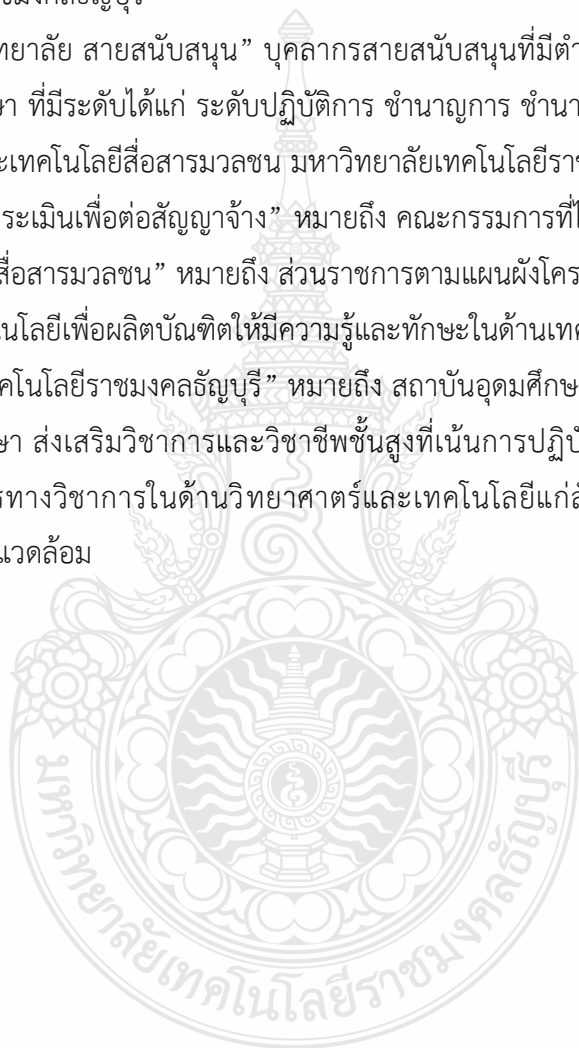 ทยาลัย สายสนับสนุน” บุคลากรสายสนับสนุนที่มีตำ
ษา ที่มีระดับได้แก่ ระดับปฏิบัติการ ชำนาญการ ชำนา
ะเทคโนโลยีสื่อสารมวลชน มหาวิทยาลัยเทคโนโลยีราช
ระเมินเพื่อต่อสัญญาจ้าง” หมายถึง คณะกรรมการที่ไ
สื่อสารมวลชน” หมายถึง ส่วนราชการตามแผนผังโคร
นโลยีเพื่อผลิตบัณฑิตให้มีความรู้และทักษะในด้านเทค
คโนโลยีราชมงคลธัญบุรี” หมายถึง สถาบันอุดมศึกษ
ษา ส่งเสริมวิชาการและวิชาชีพชั้นสูงที่เน้นการปฏิบั
รทางวิชาการในด้านวิทยาศาตร์และเทคโนโลยีแก่สั
แวดล้อม
มหาวิทยาลัยเทคโนโลยีราชมงคลธัญบุรี